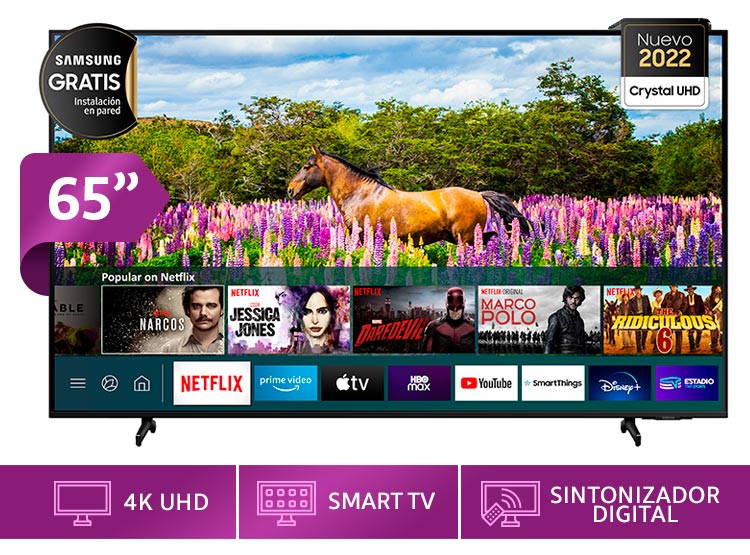 SAMSUNG
GRATIS
Instalación
en pared
Nuevo
2022
Crystal UHD
65”
Popular on Netflix
ABLE
NARCOS
NETFLIX
JESSICA
JONES
NETFLIX
DAREDEVIL
NETFLIX ORIGINAL
MARCO
POLO
NETFLIX
THE
RIDICULOUS
6
NETFLIX
prime video
tv
HBO
max
YouTube
SmartThings
Disney+
ESTADIO
4K UHD
SMART TV
SINTONIZADOR
DIGITAL